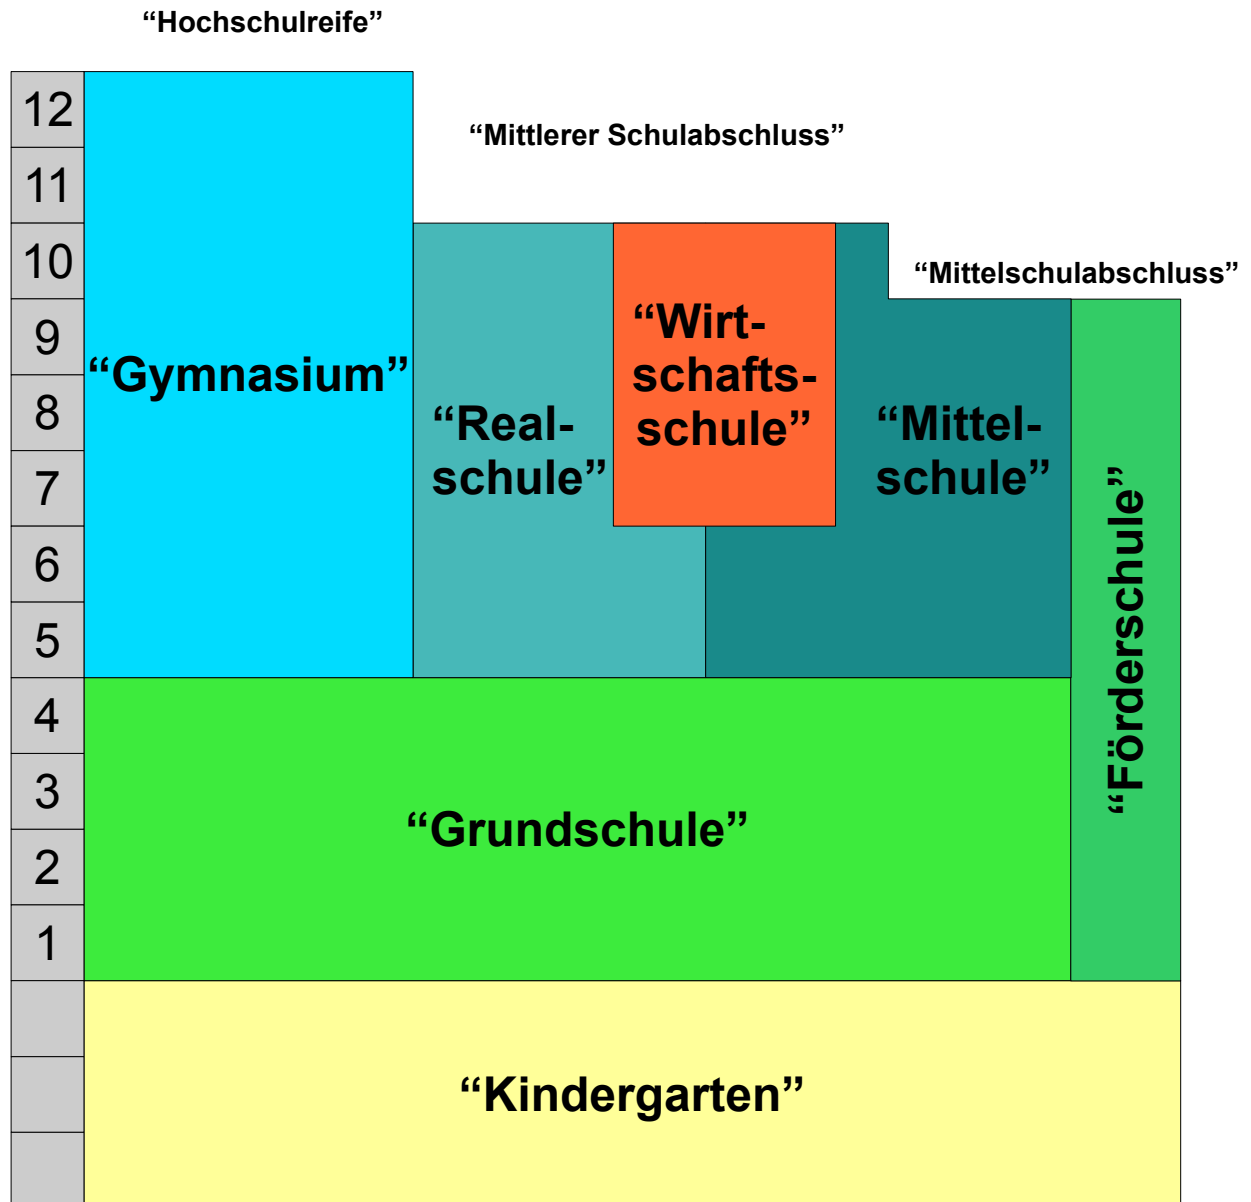 “Hochschulreife”
12
“Mittlerer Schulabschluss”
11
10
“Mittelschulabschluss”
9
“Wirt-
schafts-
schule”
“Gymnasium”
8
“Real-
schule”
“Mittel-
schule”
7
6
“Förderschule”
5
4
3
“Grundschule”
2
1
“Kindergarten”